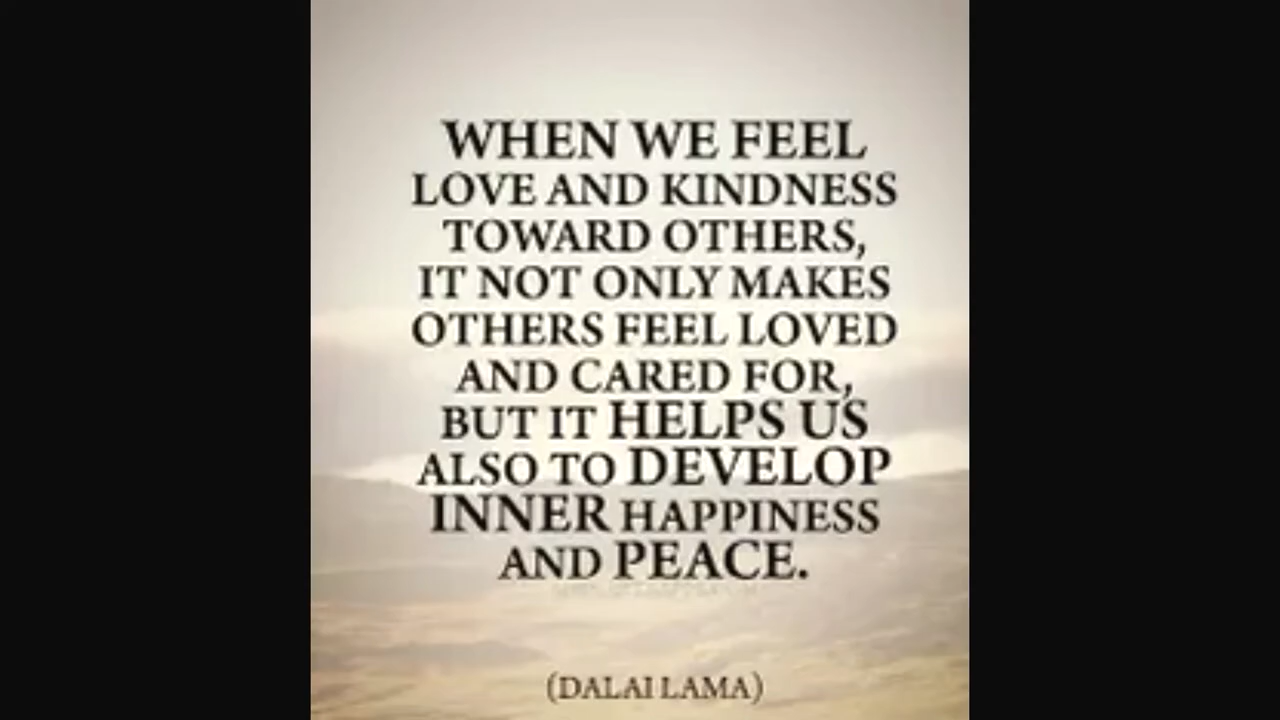 WHEN WE FEEL
LOVE AND KINDNESS
TOWARD OTHERS,
IT NOT ONLY MAKES
OTHERS FEEL LOVED
AND CARED FOR,
BUT IT HELPS US
ALSO TO DEVELOP
INNER HAPPINESS
AND PEACE.
(DALAI LAMA)